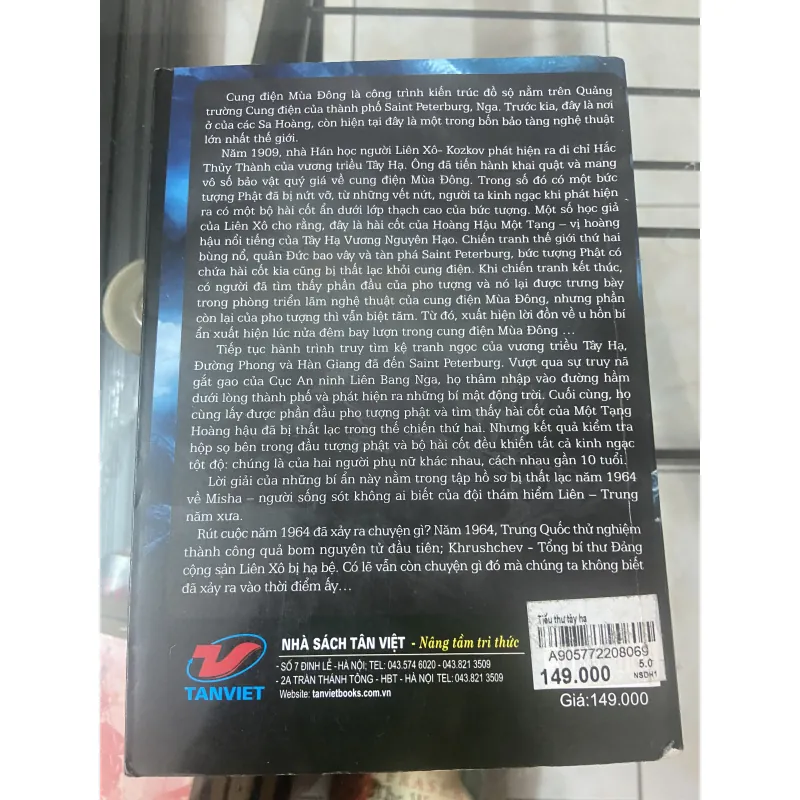 Cung điện Mùa Đông là công trình kiến trúc đồ sộ nằm trên Quảng
trường Cung điện của thành phố Saint Peterburg, Nga. Trước kia, đây là nơi
ở của các Sa Hoàng, còn hiện tại đây là một trong bốn bảo tàng nghệ thuật
lớn nhất thế giới.
Năm 1909, nhà Hán học người Liên Xô- Kozkov phát hiện ra di chỉ Hắc
Thủy Thành của vương triều Tây Hạ. Ông đã tiến hành khai quật và mang
vô số bảo vật quý giá về cung điện Mùa Đông. Trong số đó có một bức
tượng Phật đã bị nứt vỡ, từ những vết nứt, người ta kinh ngạc khi phát hiện
ra có một bộ hài cốt ẩn dưới lớp thạch cao của bức tượng. Một số học giả
của Liên Xô cho rằng, đây là hài cốt của Hoàng Hậu Một Tạng – vị hoàng
hậu nổi tiếng của Tây Hạ Vương Nguyên Hạo. Chiến tranh thế giới thứ hai
bùng nổ, quân Đức bao vây và tàn phá Saint Peterburg, bức tượng Phật có
chứa hài cốt kia cũng bị thất lạc khỏi cung điện. Khi chiến tranh kết thúc,
có người đã tìm thấy phần đầu của pho tượng và nó lại được trưng bày
trong phòng triển lãm nghệ thuật của cung điện Mùa Đông, nhưng phần
còn lại của pho tượng thì vẫn biệt tăm. Từ đó, xuất hiện lời đồn về u hồn bí
ẩn xuất hiện lúc nửa đêm bay lượn trong cung điện Mùa Đông ...
Tiếp tục hành trình truy tìm kệ tranh ngọc của vương triều Tây Hạ,
Đường Phong và Hàn Giang đã đến Saint Peterburg. Vượt qua sự truy nã
gắt gao của Cục An ninh Liên Bang Nga, họ thâm nhập vào đường hầm
dưới lòng thành phố và phát hiện ra những bí mật động trời. Cuối cùng, họ
cùng lấy được phần đầu pho tượng phật và tìm thấy hài cốt của Một Tạng
Hoàng hậu đã bị thất lạc trong thế chiến thứ hai. Nhưng kết quả kiểm tra
hộp sọ bên trong đầu tượng phật và bộ hài cốt đều khiến tất cả kinh ngạc
tột độ: chúng là của hai người phụ nữ khác nhau, cách nhau gần 10 tuổi.
Lời giải của những bí ẩn này nằm trong tập hồ sơ bị thất lạc năm 1964
về Misha – người sống sót không ai biết của đội thám hiểm Liên – Trung
năm xưa.
Rút cuộc năm 1964 đã xảy ra chuyện gì? Năm 1964, Trung Quốc thử nghiệm
thành công quả bom nguyên tử đầu tiên; Khrushchev – Tổng bí thư Đảng
cộng sản Liên Xô bị hạ bệ. Có lẽ vẫn còn chuyện gì đó mà chúng ta không biết
đã xảy ra vào thời điểm ấy...
TANVIET
NHÀ SÁCH TÂN VIỆT - Nâng tầm tri thức
- SỐ 7 ĐINH LỄ - HÀ NỘI; TEL: 043.574 6020 - 043.821 3509
- 2A TRẦN THÁNH TÔNG - HBT - HÀ NỘI TEL: 043.821 3509
Website: tanvietbooks.com.vn
Tiểu thư tây hạ
A905772208069
149.000
5.0
NSDH1
Giá:149.000